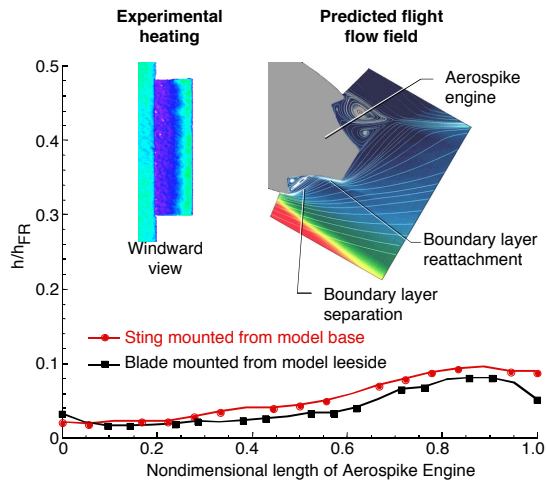 Experimental
heating
Predicted flight
flow field
0.5
0.4
0.3
0.2
0.1
0
h/hFR
Windward
view
Aerospike
engine
Boundary layer
reattachment
Boundary layer
separation
Sting mounted from model base
Blade mounted from model leeside
0 0.2 0.4 0.6 0.8 1.0
Nondimensional length of Aerospike Engine